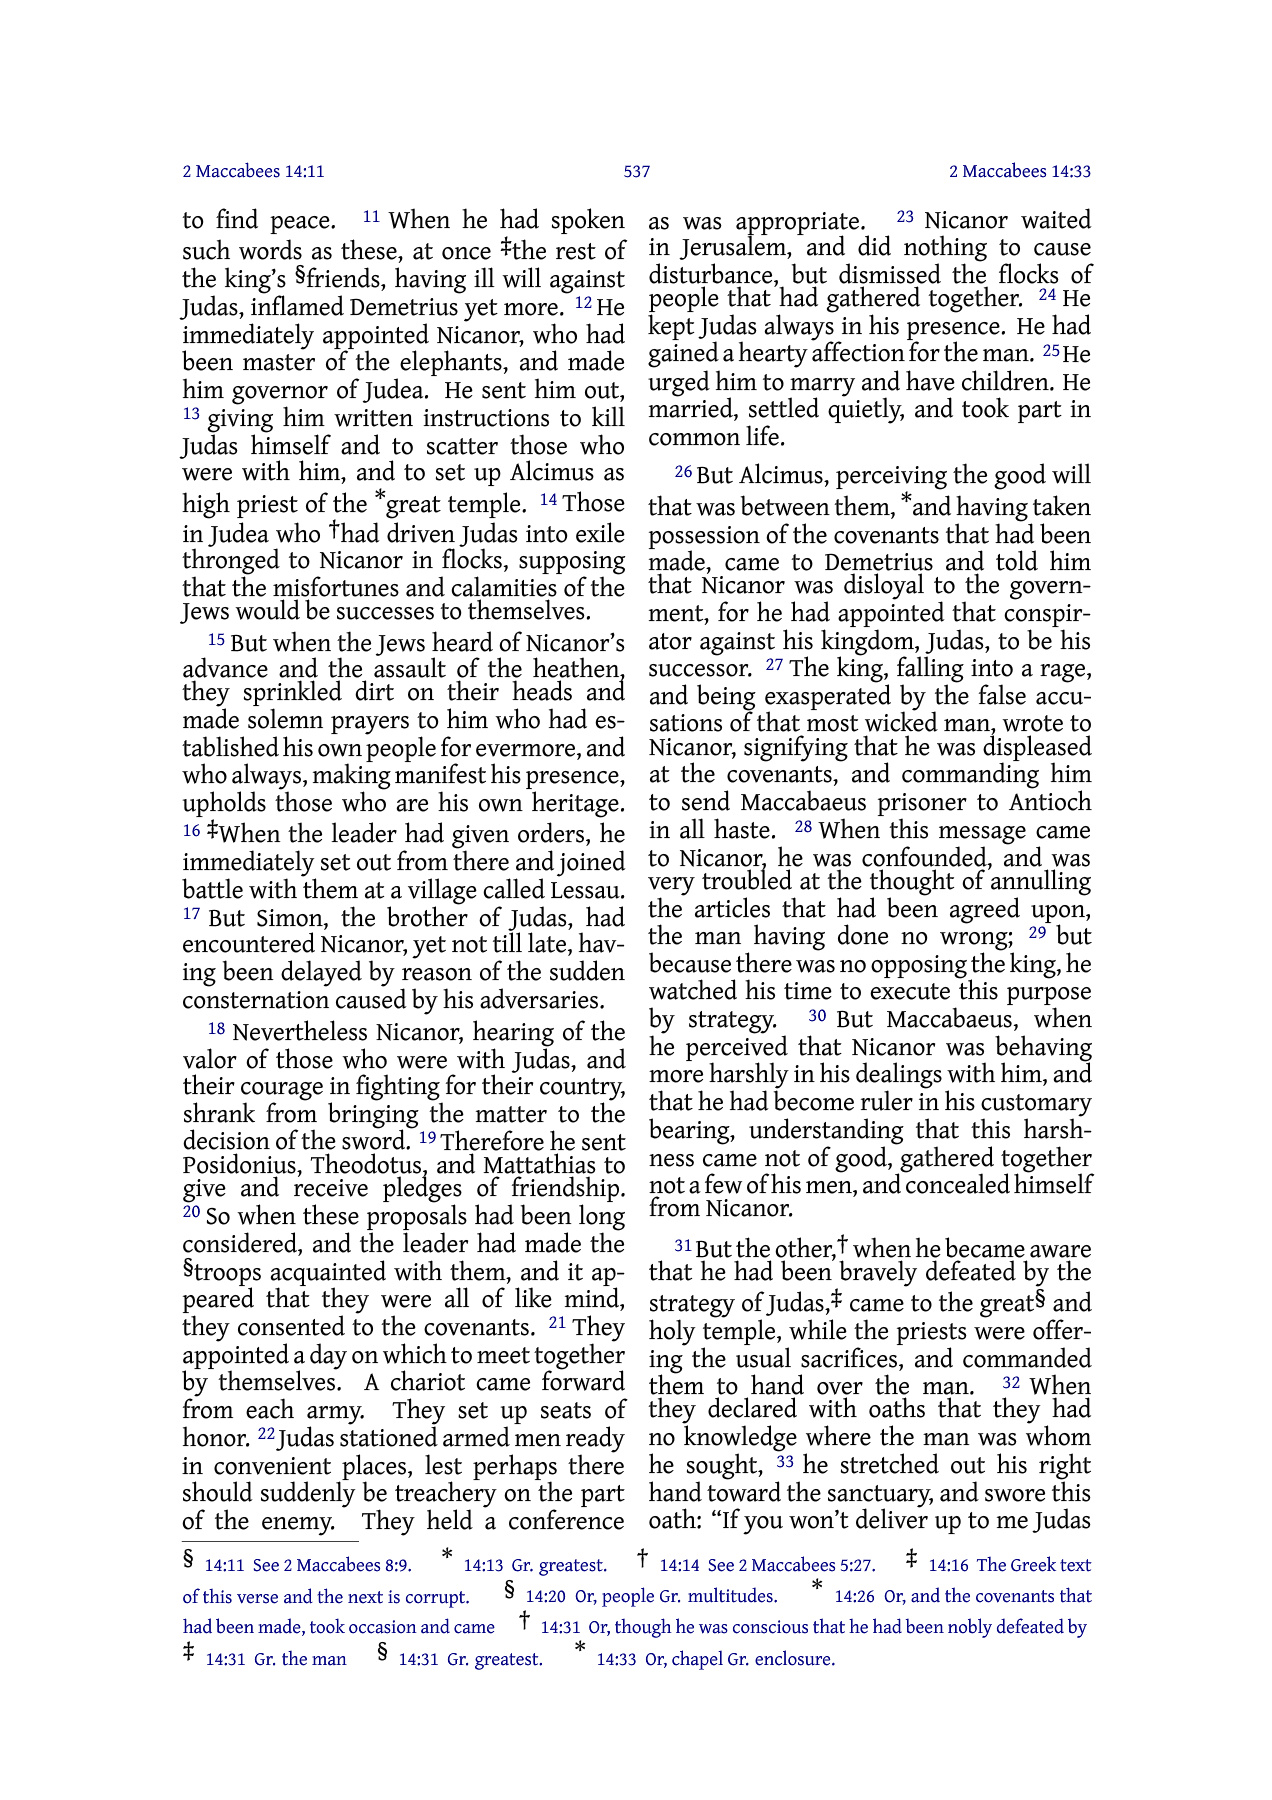 2 Maccabees 14:11 537 2 Maccabees 14:33
to find peace. 11 When he had spoken
such words as these, at once ‡the rest of
the king’s §friends, having ill will against
Judas, inflamed Demetrius yet more. 12 He
immediately appointed Nicanor, who had
been master of the elephants, and made
him governor of Judea. He sent him out,
13 giving him written instructions to kill
Judas himself and to scatter those who
were with him, and to set up Alcimus as
high priest of the *great temple. 14 Those
in Judea who †had driven Judas into exile
thronged to Nicanor in flocks, supposing
that the misfortunes and calamities of the
Jews would be successes to themselves.
15 But when the Jews heard of Nicanor’s
advance and the assault of the heathen,
they sprinkled dirt on their heads and
made solemn prayers to him who had es-
tablished his own people for evermore, and
who always, making manifest his presence,
upholds those who are his own heritage.
16 ‡When the leader had given orders, he
immediately set out from there and joined
battle with them at a village called Lessau.
17 But Simon, the brother of Judas, had
encountered Nicanor, yet not till late, hav-
ing been delayed by reason of the sudden
consternation caused by his adversaries.
18 Nevertheless Nicanor, hearing of the
valor of those who were with Judas, and
their courage in fighting for their country,
shrank from bringing the matter to the
decision of the sword. 19 Therefore he sent
Posidonius, Theodotus, and Mattathias to
give and receive pledges of friendship.
20 So when these proposals had been long
considered, and the leader had made the
§troops acquainted with them, and it ap-
peared that they were all of like mind,
they consented to the covenants. 21 They
appointed a day on which to meet together
by themselves. A chariot came forward
from each army. They set up seats of
honor. 22 Judas stationed armed men ready
in convenient places, lest perhaps there
should suddenly be treachery on the part
of the enemy. They held a conference
as was appropriate. 23 Nicanor waited
in Jerusalem, and did nothing to cause
disturbance, but dismissed the flocks of
people that had gathered together. 24 He
kept Judas always in his presence. He had
gained a hearty affection for the man. 25 He
urged him to marry and have children. He
married, settled quietly, and took part in
common life.
26 But Alcimus, perceiving the good will
that was between them, *and having taken
possession of the covenants that had been
made, came to Demetrius and told him
that Nicanor was disloyal to the govern-
ment, for he had appointed that conspir-
ator against his kingdom, Judas, to be his
successor. 27 The king, falling into a rage,
and being exasperated by the false accu-
sations of that most wicked man, wrote to
Nicanor, signifying that he was displeased
at the covenants, and commanding him
to send Maccabaeus prisoner to Antioch
in all haste. 28 When this message came
to Nicanor, he was confounded, and was
very troubled at the thought of annulling
the articles that had been agreed upon,
the man having done no wrong; 29 but
because there was no opposing the king, he
watched his time to execute this purpose
by strategy. 30 But Maccabaeus, when
he perceived that Nicanor was behaving
more harshly in his dealings with him, and
that he had become ruler in his customary
bearing, understanding that this harsh-
ness came not of good, gathered together
not a few of his men, and concealed himself
from Nicanor.
31 But the other,† when he became aware
that he had been bravely defeated by the
strategy of Judas,‡ came to the great§ and
holy temple, while the priests were offer-
ing the usual sacrifices, and commanded
them to hand over the man. 32 When
they declared with oaths that they had
no knowledge where the man was whom
he sought, 33 he stretched out his right
hand toward the sanctuary, and swore this
oath: “If you won’t deliver up to me Judas
§ 14:11 See 2 Maccabees 8:9. * 14:13 Gr. greatest. † 14:14 See 2 Maccabees 5:27. ‡ 14:16 The Greek text
of this verse and the next is corrupt. § 14:20 Or, people Gr. multitudes. * 14:26 Or, and the covenants that
had been made, took occasion and came † 14:31 Or, though he was conscious that he had been nobly defeated by
‡ 14:31 Gr. the man § 14:31 Gr. greatest. * 14:33 Or, chapel Gr. enclosure.